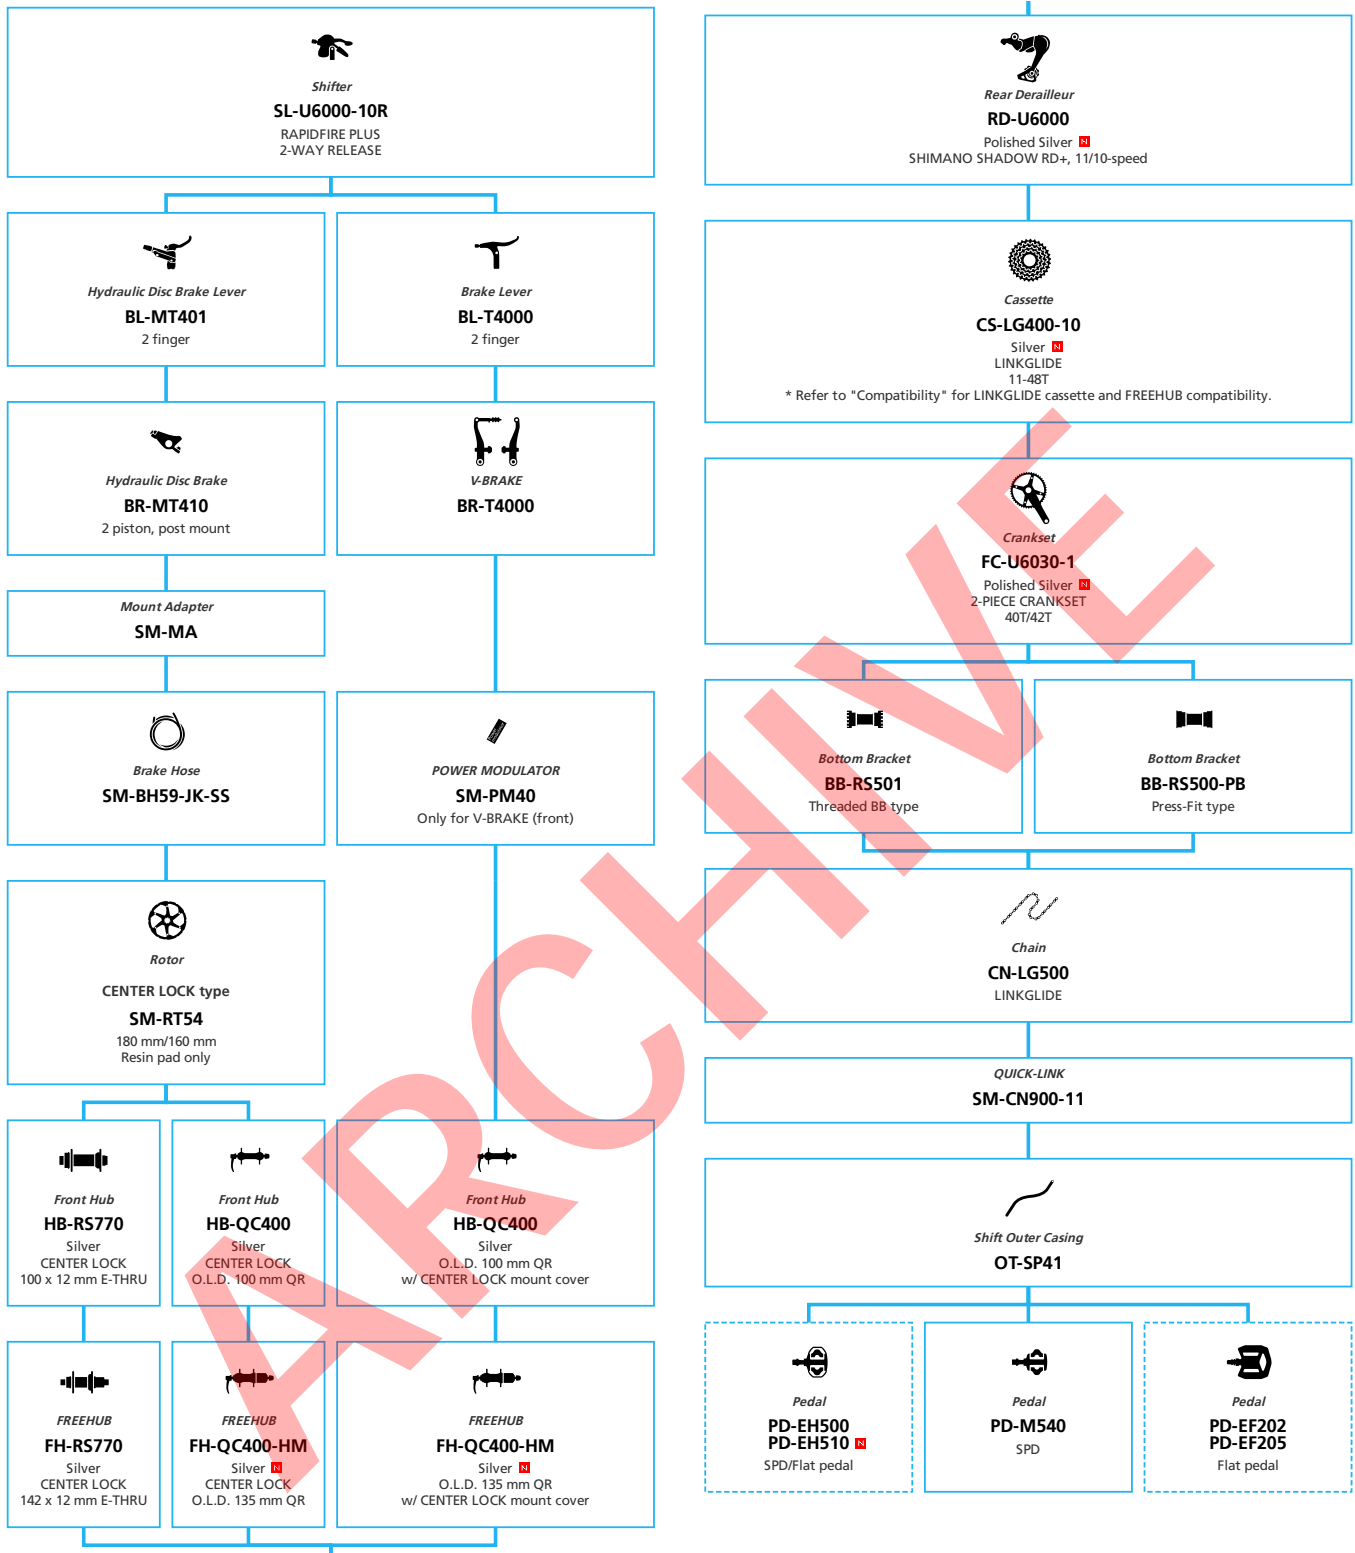 Shifter
SL-U6000-10R
RAPIDFIRE PLUS
2-WAY RELEASE
Hydraulic Disc Brake Lever
BL-MT401
2 finger
Brake Lever
BL-T4000
2 finger
Hydraulic Disc Brake
BR-MT410
2 piston, post mount
V-BRAKE
BR-T4000
Mount Adapter
SM-MA
Brake Hose
SM-BH59-JK-SS
POWER MODULATOR
SM-PM40
Only for V-BRAKE (front)
Rotor
CENTER LOCK type
SM-RT54
180 mm/160 mm
Resin pad only
Front Hub
HB-RS770
Silver
CENTER LOCK
100 x 12 mm E-THRU
Front Hub
HB-QC400
Silver
CENTER LOCK
O.L.D. 100 mm QR
Front Hub
HB-QC400
Silver
O.L.D. 100 mm QR
w/ CENTER LOCK mount cover
FREEHUB
FH-RS770
Silver
CENTER LOCK
142 x 12 mm E-THRU
FREEHUB
FH-QC400-HM
Silver N
CENTER LOCK
O.L.D. 135 mm QR
FREEHUB
FH-QC400-HM
Silver N
O.L.D. 135 mm QR
w/ CENTER LOCK mount cover
Rear Derailleur
RD-U6000
Polished Silver N
SHIMANO SHADOW RD+, 11/10-speed
Cassette
CS-LG400-10
Silver N
LINKGLIDE
11-48T
* Refer to "Compatibility" for LINKGLIDE cassette and FREEHUB compatibility.
Crankset
FC-U6030-1
Polished Silver N
2-PIECE CRANKSET
40T/42T
Bottom Bracket
BB-RS501
Threaded BB type
Bottom Bracket
BB-RS500-PB
Press-Fit type
Chain
CN-LG500
LINKGLIDE
QUICK-LINK
SM-CN900-11
Shift Outer Casing
OT-SP41
Pedal
PD-EH500
PD-EH510 N
SPD/Flat pedal
Pedal
PD-M540
SPD
Pedal
PD-EF202
PD-EF205
Flat pedal
ARCHIVE